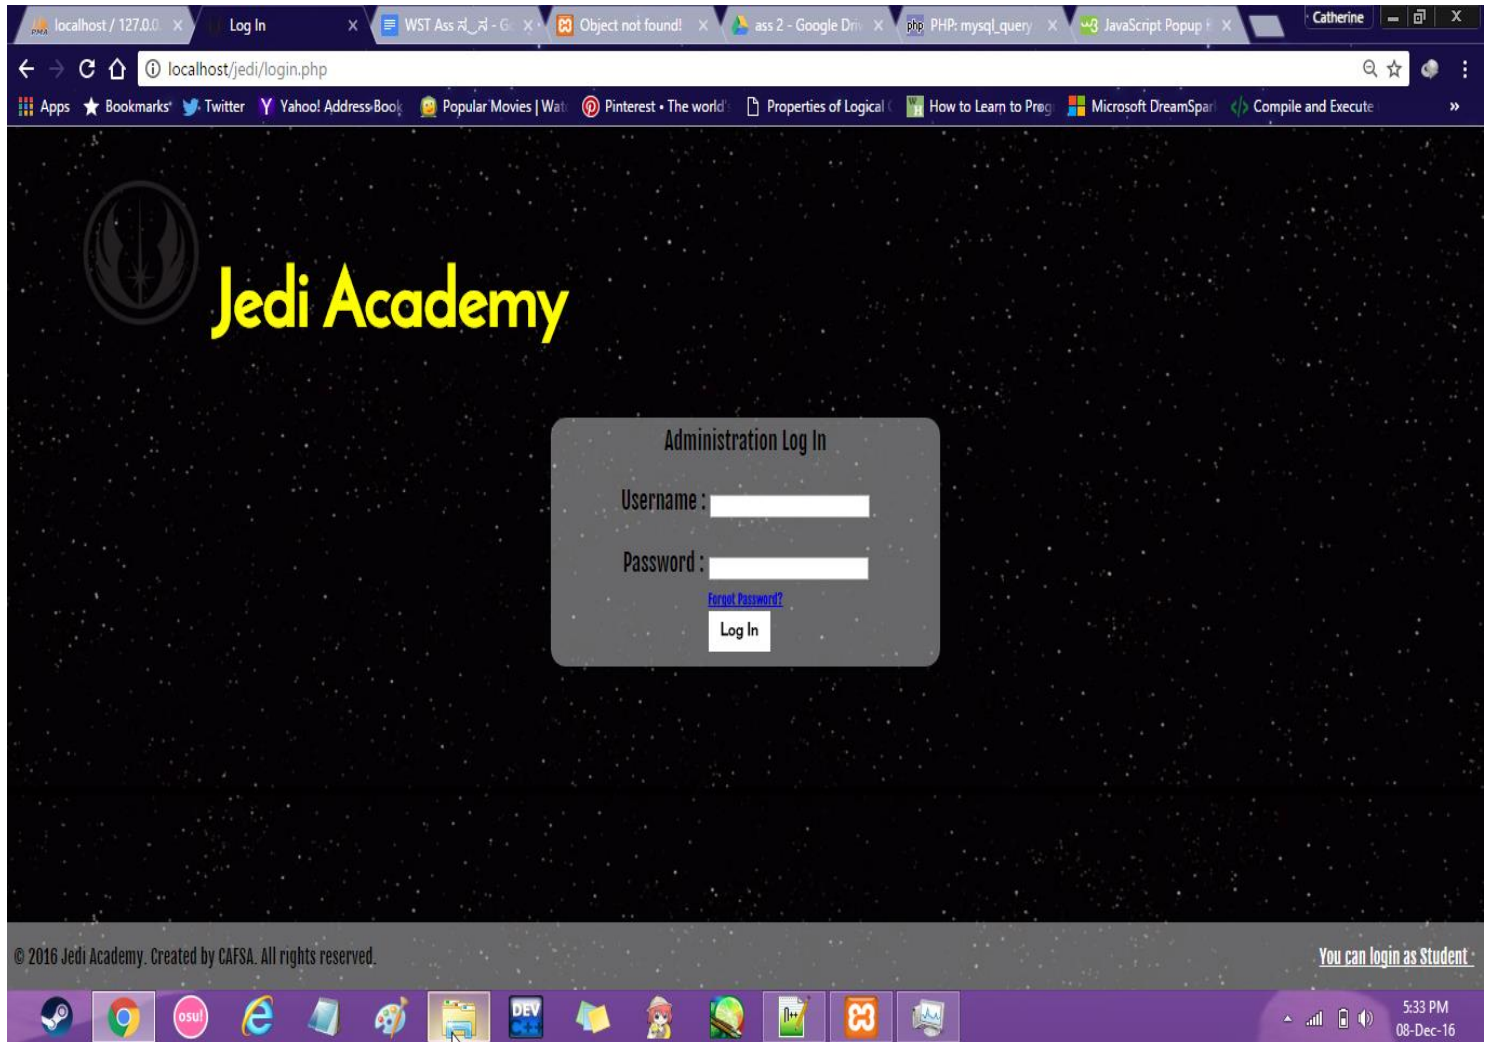 localhost / 127.0.0.
Log In
WST Ass ぷ_ぷ - G
Object not found!
ass 2 - Google Driv
PHP: mysql_query
JavaScript Popup
Catherine
localhost/jedi/login.php
Apps
Bookmarks
Twitter
Yahoo! Address Book
Popular Movies | Wat
Pinterest • The world'
Properties of Logical
How to Learn to Prog
Microsoft DreamSpar
Compile and Execute
»
Jedi Academy
Administration Log In
Username :
Password :
Forgot Password?
Log In
© 2016 Jedi Academy. Created by CAFSA. All rights reserved.
You can login as Student
osu!
DEV C++
5:33 PM
08-Dec-16